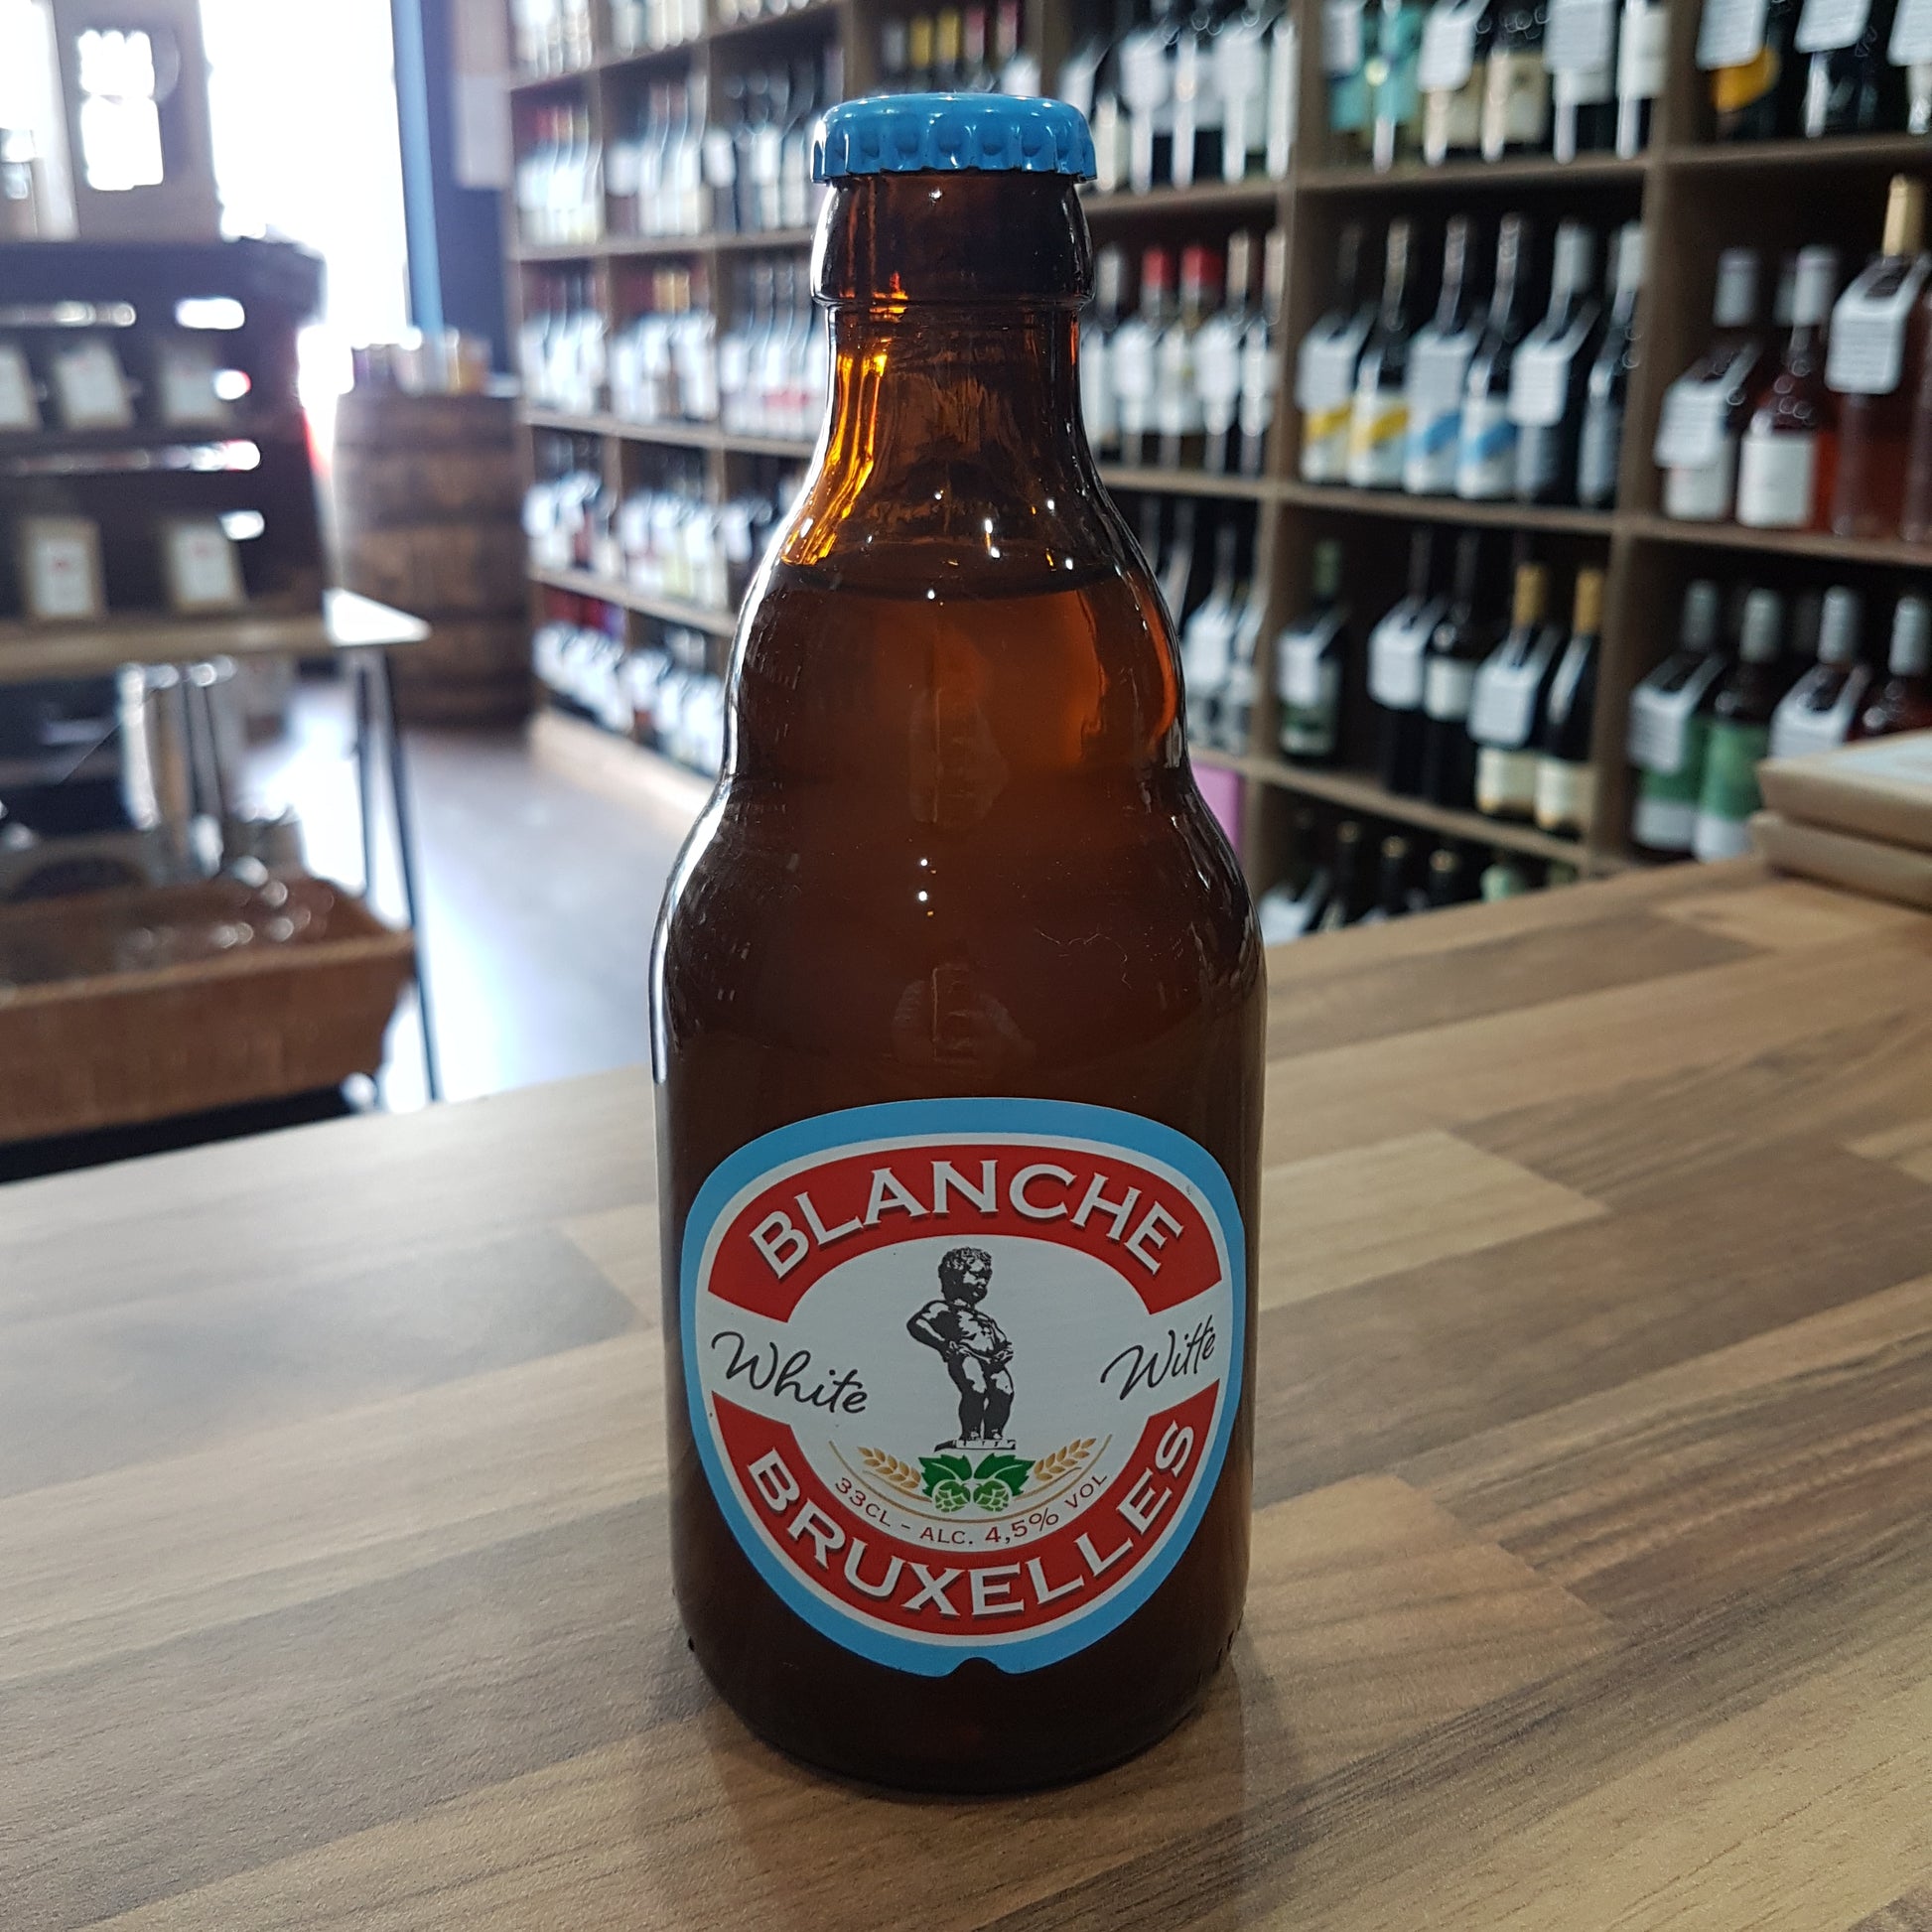 BLANCHE
White
Witte
33CL - ALC. 4,5% VOL
BRUXELLES